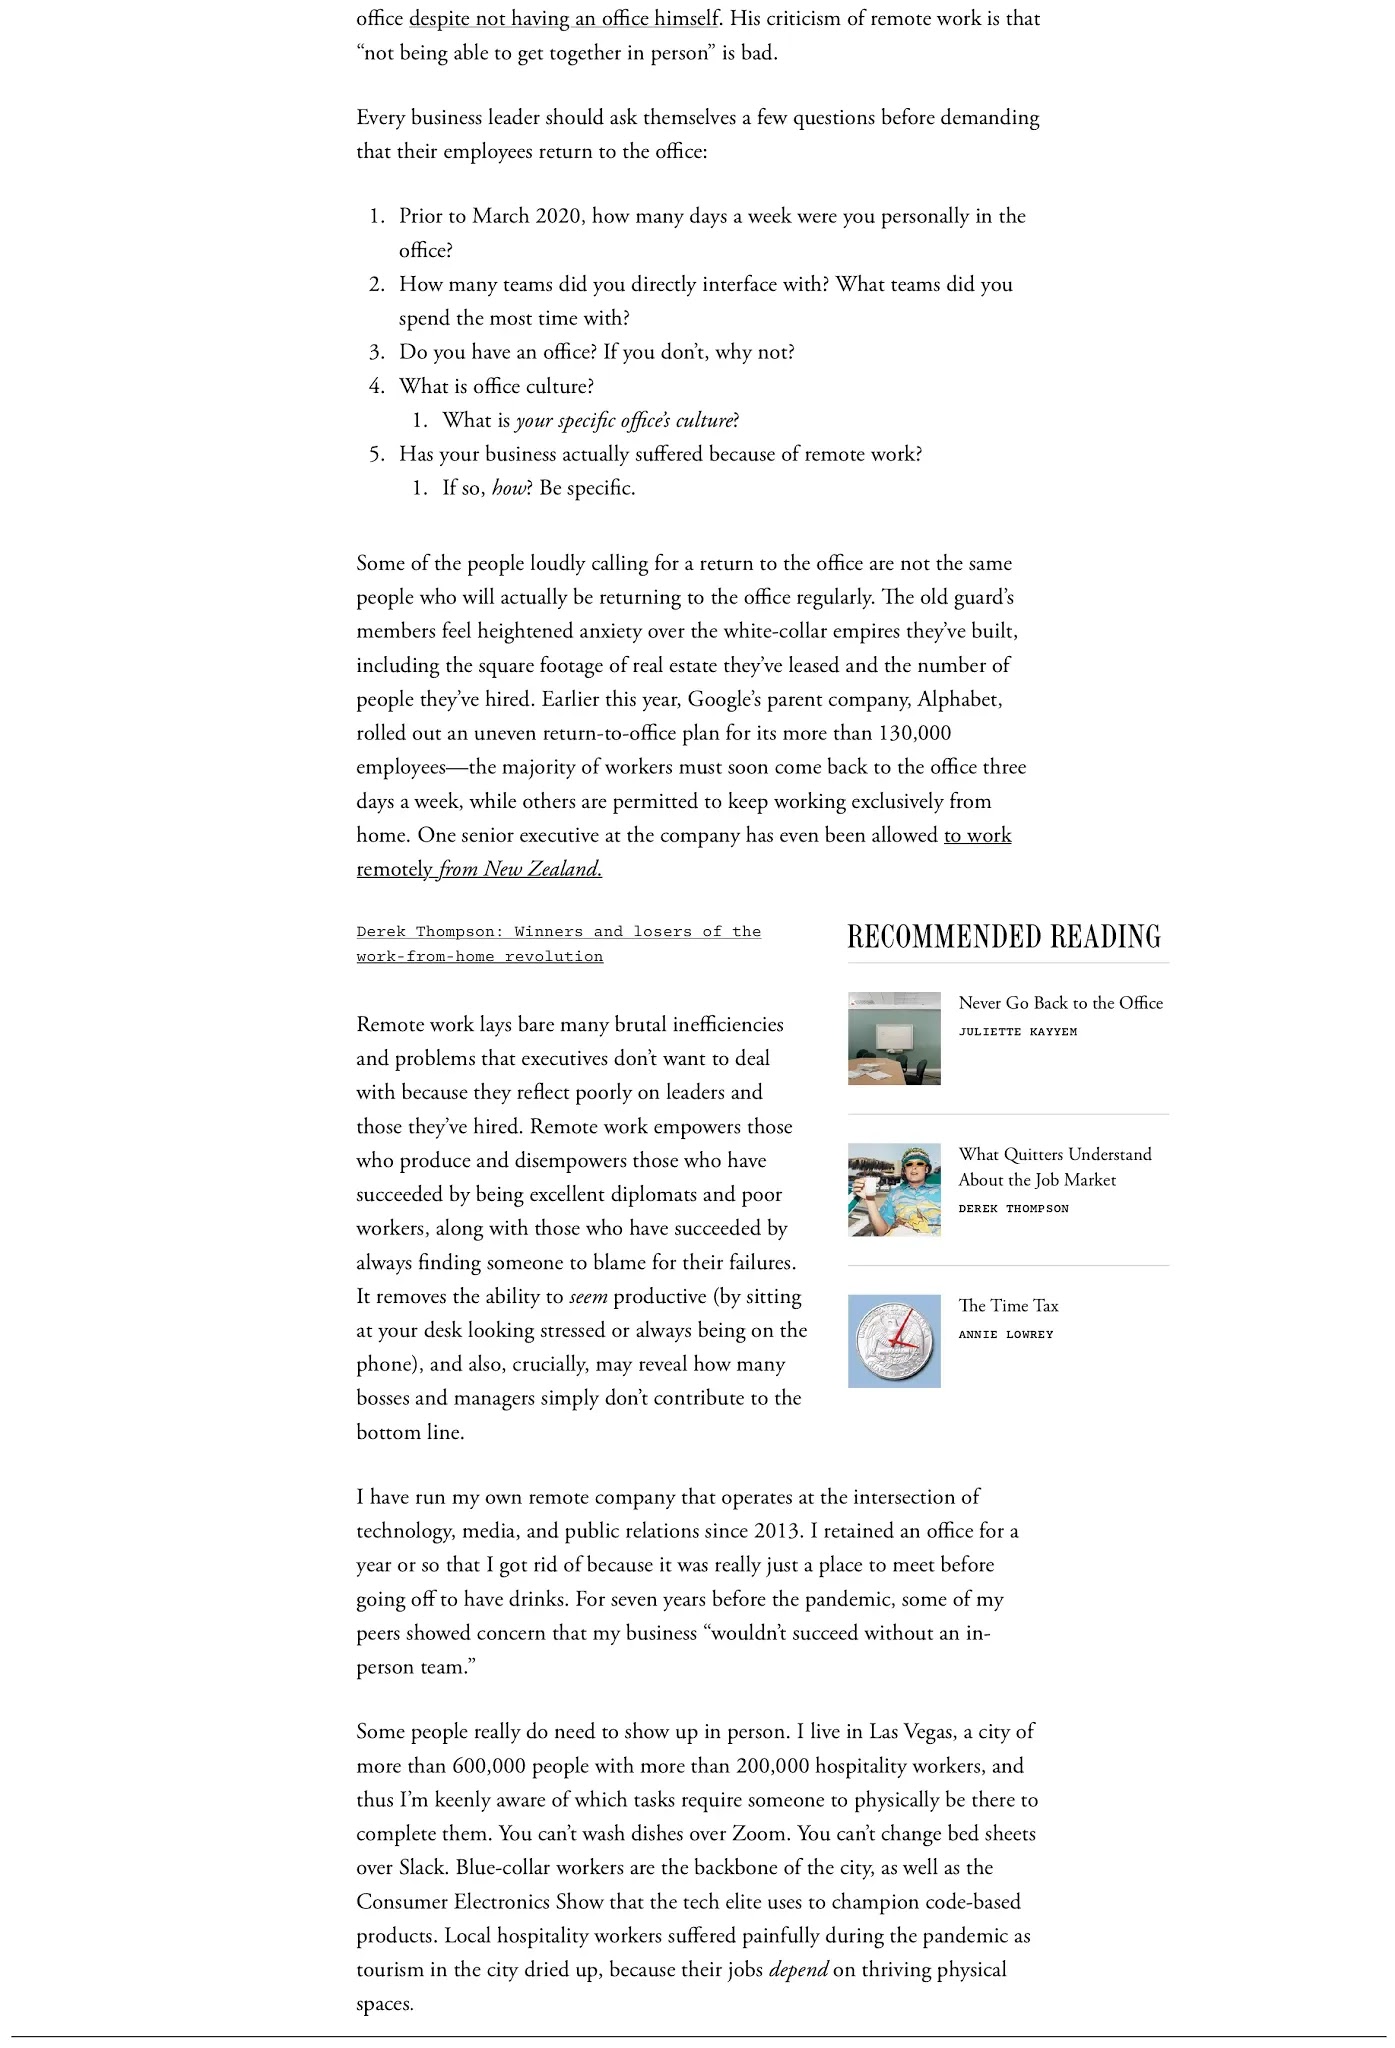 office despite not having an office himself. His criticism of remote work is that
“not being able to get together in person” is bad.
Every business leader should ask themselves a few questions before demanding
that their employees return to the office:
1. Prior to March 2020, how many days a week were you personally in the
office?
2. How many teams did you directly interface with? What teams did you
spend the most time with?
3. Do you have an office? If you don’t, why not?
4. What is office culture?
1. What is your specific office’s culture?
5. Has your business actually suffered because of remote work?
1. If so, how? Be specific.
Some of the people loudly calling for a return to the office are not the same
people who will actually be returning to the office regularly. The old guard’s
members feel heightened anxiety over the white-collar empires they’ve built,
including the square footage of real estate they’ve leased and the number of
people they’ve hired. Earlier this year, Google’s parent company, Alphabet,
rolled out an uneven return-to-office plan for its more than 130,000
employees—the majority of workers must soon come back to the office three
days a week, while others are permitted to keep working exclusively from
home. One senior executive at the company has even been allowed to work
remotely from New Zealand.
Derek Thompson: Winners and losers of the
work-from-home revolution
Remote work lays bare many brutal inefficiencies
and problems that executives don’t want to deal
with because they reflect poorly on leaders and
those they’ve hired. Remote work empowers those
who produce and disempowers those who have
succeeded by being excellent diplomats and poor
workers, along with those who have succeeded by
always finding someone to blame for their failures.
It removes the ability to seem productive (by sitting
at your desk looking stressed or always being on the
phone), and also, crucially, may reveal how many
bosses and managers simply don’t contribute to the
bottom line.
RECOMMENDED READING
Never Go Back to the Office
JULIETTE KAYYEM
What Quitters Understand
About the Job Market
DEREK THOMPSON
The Time Tax
ANNIE LOWREY
I have run my own remote company that operates at the intersection of
technology, media, and public relations since 2013. I retained an office for a
year or so that I got rid of because it was really just a place to meet before
going off to have drinks. For seven years before the pandemic, some of my
peers showed concern that my business “wouldn’t succeed without an in-
person team.”
Some people really do need to show up in person. I live in Las Vegas, a city of
more than 600,000 people with more than 200,000 hospitality workers, and
thus I’m keenly aware of which tasks require someone to physically be there to
complete them. You can’t wash dishes over Zoom. You can’t change bed sheets
over Slack. Blue-collar workers are the backbone of the city, as well as the
Consumer Electronics Show that the tech elite uses to champion code-based
products. Local hospitality workers suffered painfully during the pandemic as
tourism in the city dried up, because their jobs depend on thriving physical
spaces.